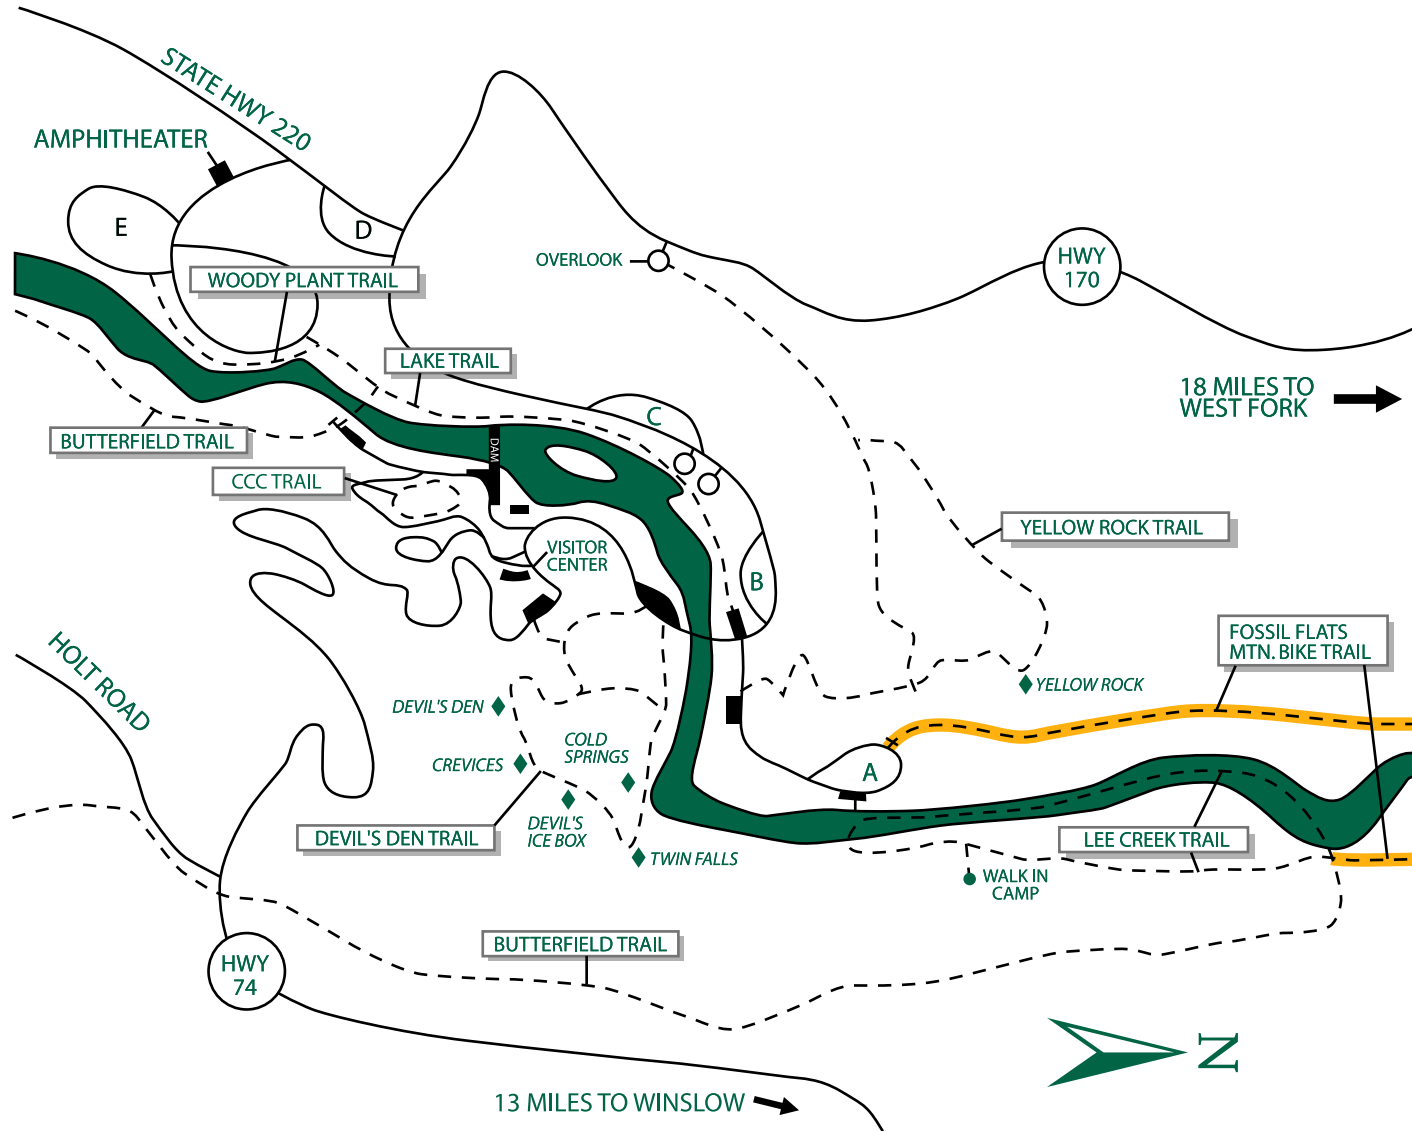 STATE HWY 220
AMPHITHEATER
E
D
WOODY PLANT TRAIL
OVERLOOK
HWY
170
LAKE TRAIL
18 MILES TO
WEST FORK
C
BUTTERFIELD TRAIL
DAM
CCC TRAIL
YELLOW ROCK TRAIL
VISITOR
CENTER
B
FOSSIL FLATS
MTN. BIKE TRAIL
HOLT ROAD
YELLOW ROCK
DEVIL'S DEN
COLD
SPRINGS
CREVICES
A
DEVIL'S DEN TRAIL
DEVIL'S
ICE BOX
TWIN FALLS
LEE CREEK TRAIL
WALK IN
CAMP
BUTTERFIELD TRAIL
HWY
74
N
13 MILES TO WINSLOW